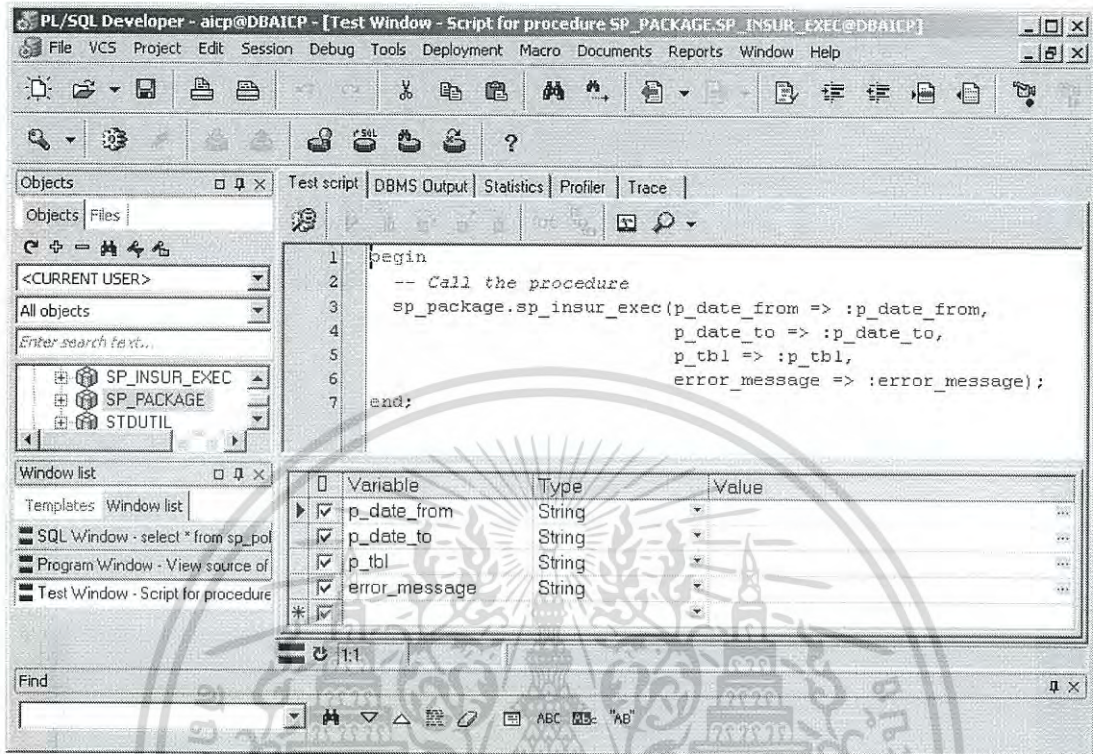 PL/SQL Developer - aicp@DBAICP - [Test Window - Script for procedure SP_PACKAGE.SP_INSUR_EXEC@DBAICP]
File VCS Project Edit Session Debug Tools Deployment Macro Documents Reports Window Help
Objects
Objects Files
<CURRENT USER>
All objects
Enter search text...
SP_INSUR_EXEC
SP_PACKAGE
STDUTIL
Window list
Templates Window list
SQL Window - select * from sp_pol
Program Window - View source of
Test Window - Script for procedure
Test script DBMS Output Statistics Profiler Trace
1 begin
2 -- Call the procedure
3 sp_package.sp_insur_exec(p_date_from => :p_date_from,
4 p_date_to => :p_date_to,
5 p_tbl => :p_tbl,
6 error_message => :error_message);
7 end;
Variable Type Value
p_date_from String
p_date_to String
p_tbl String
error_message String
1:1
Find
ABC "AB"